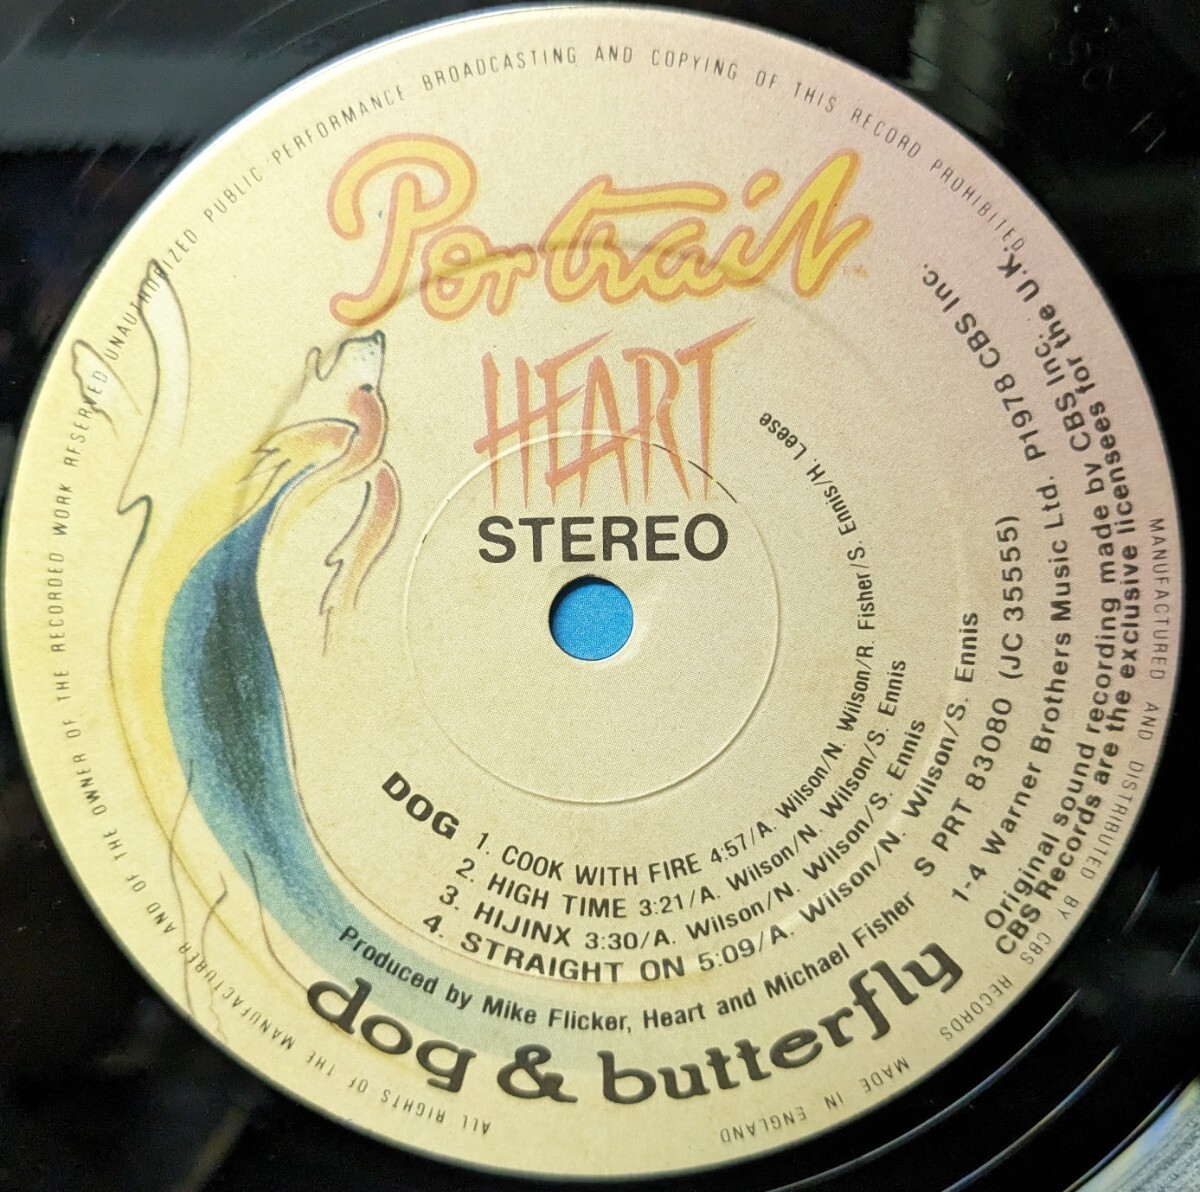 Portrait
HEART
STEREO
DOG
1. COOK WITH FIRE 4:57/A. Wilson/N. Wilson/R. Fisher/S. Ennis/H. Leese
2. HIGH TIME 3:21/A. Wilson/N. Wilson/S. Ennis
3. HIJINX 3:30/A. Wilson/N. Wilson/S. Ennis
4. STRAIGHT ON 5:09/A. Wilson/N. Wilson/S. Ennis
Produced by Mike Flicker, Heart and Michael Fisher S PRT 83080 (JC 35555)
1-4 Warner Brothers Music Ltd. P1978 CBS Inc.
Original sound recording made by CBS Inc.
CBS Records are the exclusive licensees for the U.K.
dog & butterfly
ALL RIGHTS OF THE MANUFACTURER AND OF THE OWNER OF THE RECORDED WORK RESERVED UNAUTHORIZED PUBLIC PERFORMANCE BROADCASTING AND COPYING OF THIS RECORD PROHIBITED
MANUFACTURED AND DISTRIBUTED BY CBS RECORDS MADE IN ENGLAND